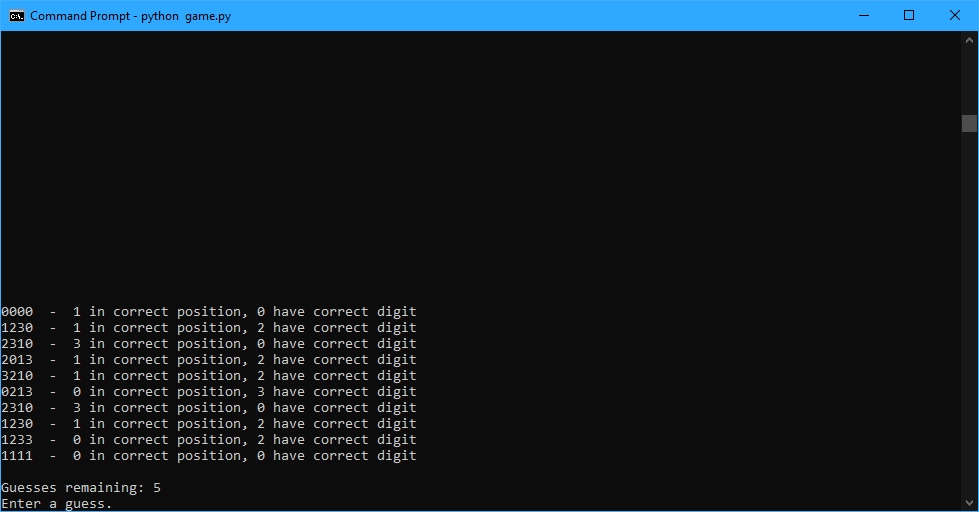 Command Prompt - python  game.py
0000  -  1 in correct position, 0 have correct digit
1230  -  1 in correct position, 2 have correct digit
2310  -  3 in correct position, 0 have correct digit
2013  -  1 in correct position, 2 have correct digit
3210  -  1 in correct position, 2 have correct digit
0213  -  0 in correct position, 3 have correct digit
2310  -  3 in correct position, 0 have correct digit
1230  -  1 in correct position, 2 have correct digit
1233  -  0 in correct position, 2 have correct digit
1111  -  0 in correct position, 0 have correct digit
Guesses remaining: 5
Enter a guess.